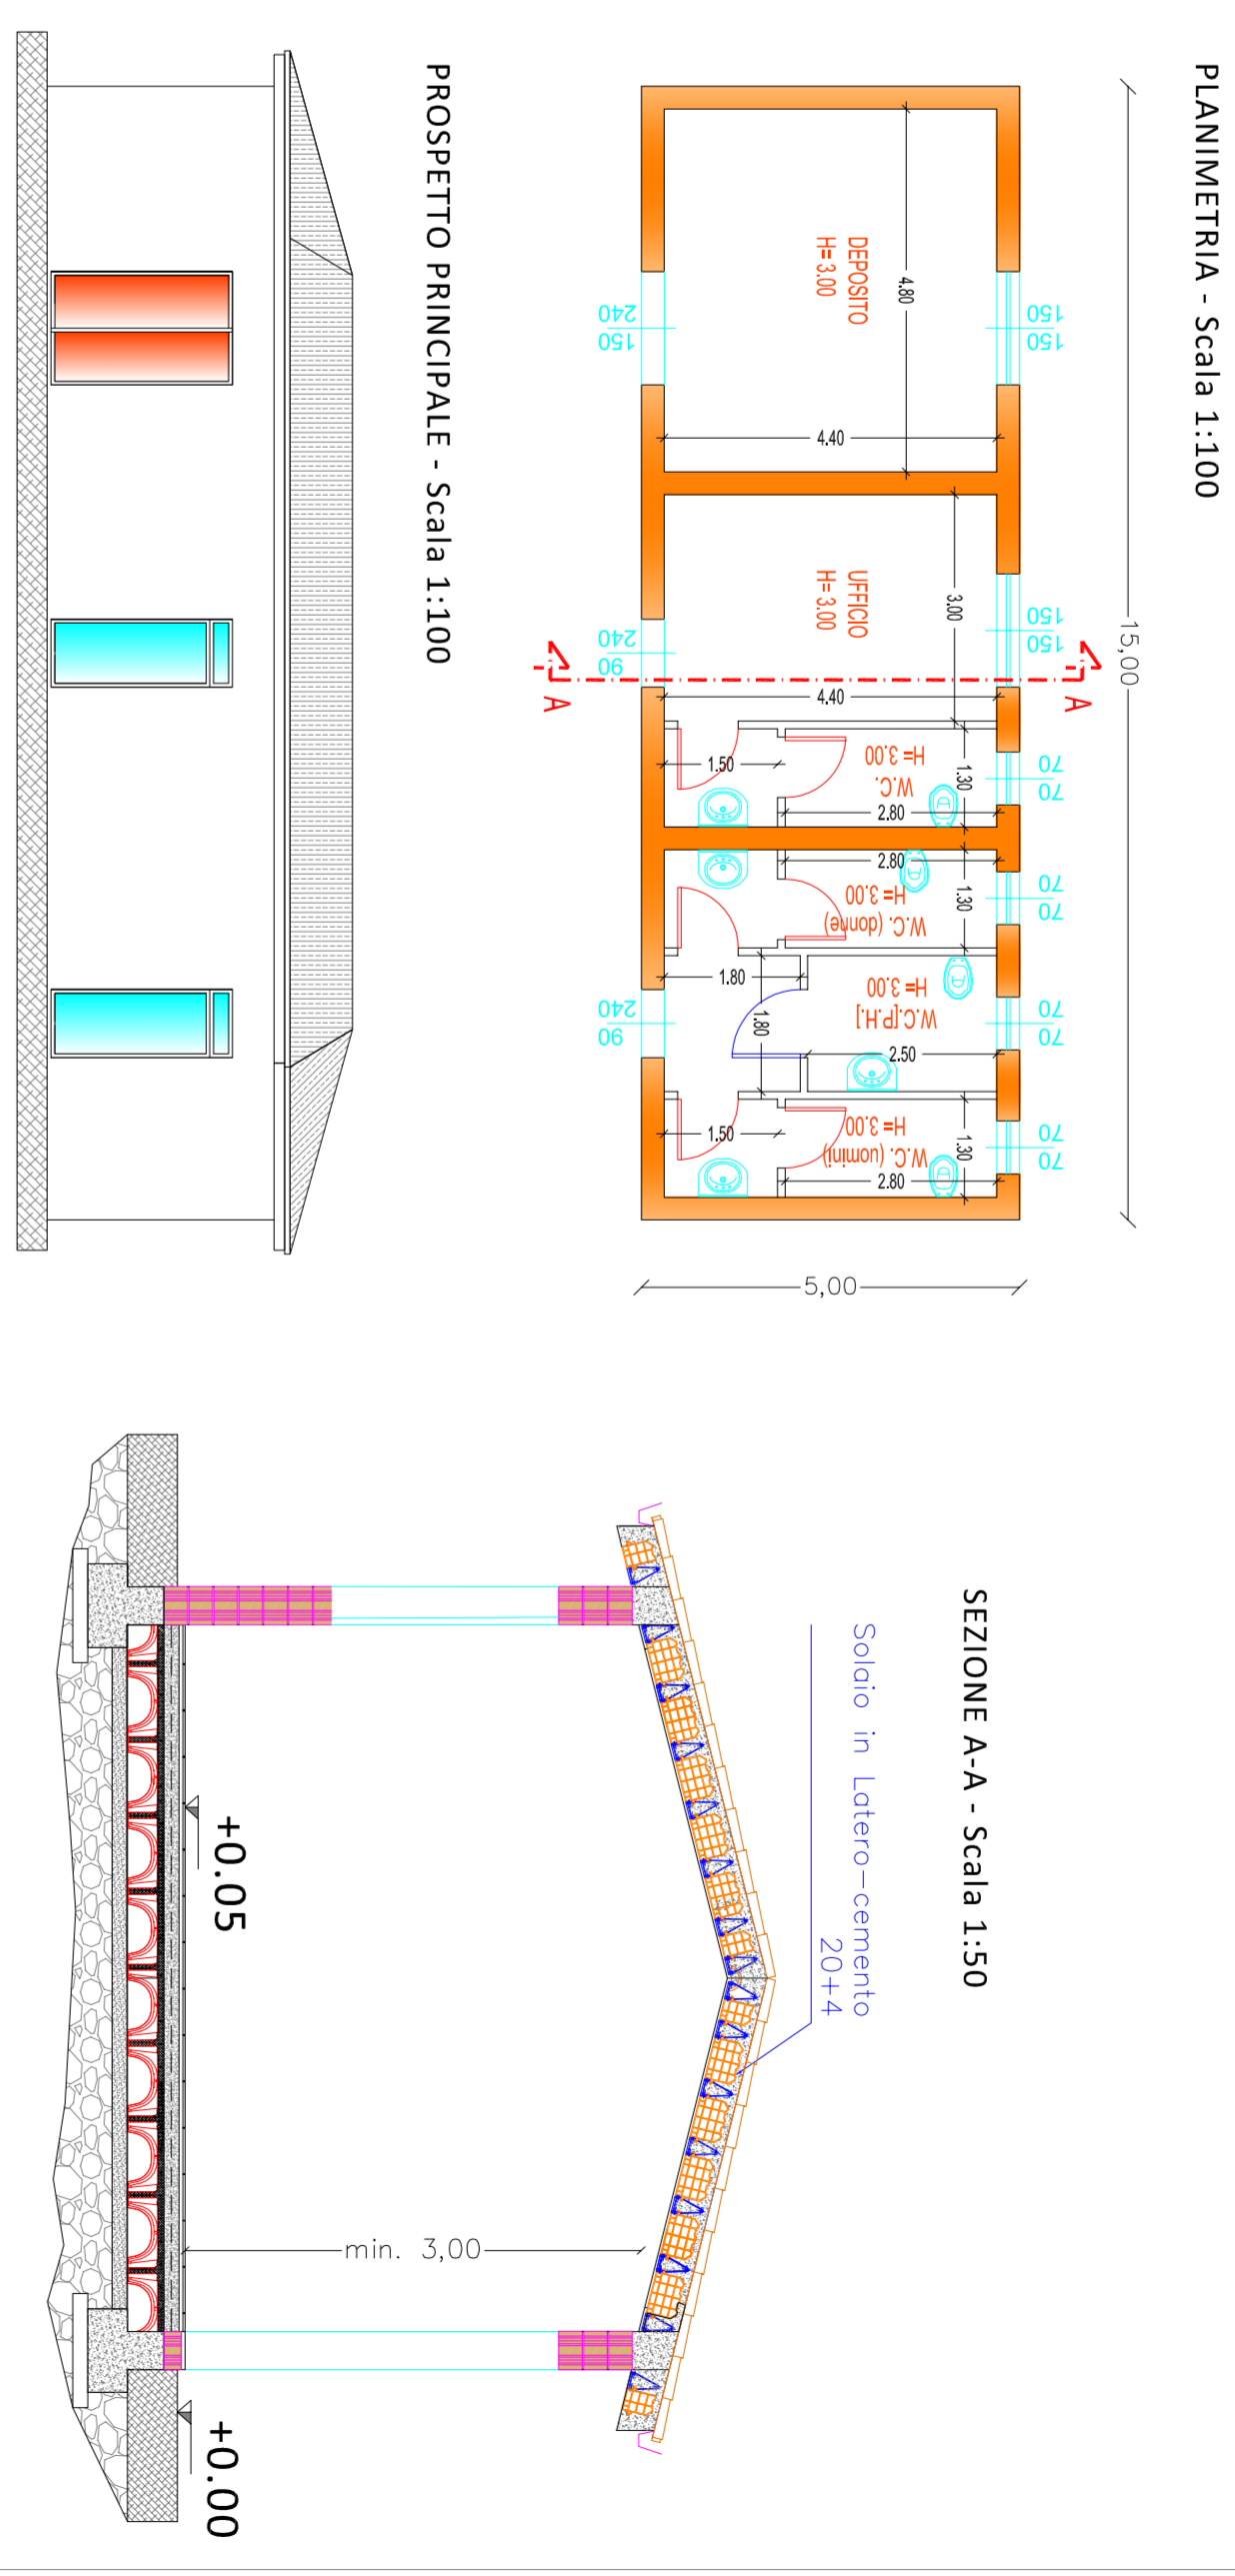 PLANIMETRIA - Scala 1:100
15,00
150
150
150
150
70
70
70
70
70
70
70
70
A
DEPOSITO
H= 3.00
4.80
4.40
UFFICIO
H= 3.00
3.00
4.40
W.C.
H= 3.00
1.30
2.80
1.50
W.C. (donne)
H= 3.00
1.30
2.80
W.C.[P.H.]
H= 3.00
1.80
1.80
2.50
W.C. (uomini)
H= 3.00
1.30
2.80
1.50
240
150
240
90
240
90
A
5,00
PROSPETTO PRINCIPALE - Scala 1:100
SEZIONE A-A - Scala 1:50
Solaio in Latero-cemento
20+4
min. 3,00
+0.05
+0.00